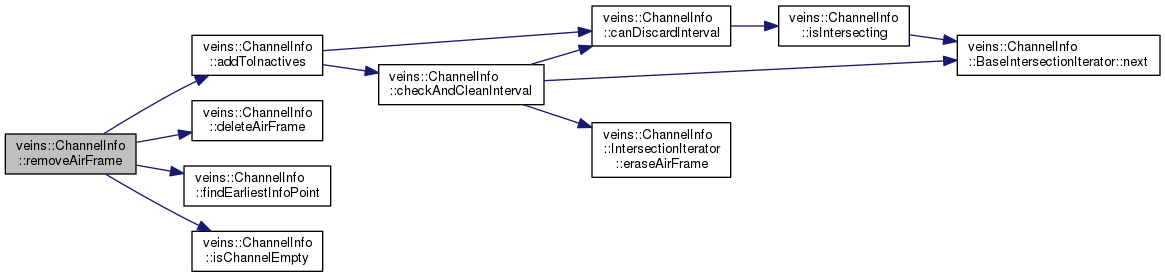 veins::ChannelInfo
::removeAirFrame
veins::ChannelInfo
::addToInactives
veins::ChannelInfo
::deleteAirFrame
veins::ChannelInfo
::findEarliestInfoPoint
veins::ChannelInfo
::isChannelEmpty
veins::ChannelInfo
::checkAndCleanInterval
veins::ChannelInfo
::canDiscardInterval
veins::ChannelInfo
::IntersectionIterator
::eraseAirFrame
veins::ChannelInfo
::isIntersecting
veins::ChannelInfo
::BaseIntersectionIterator::next